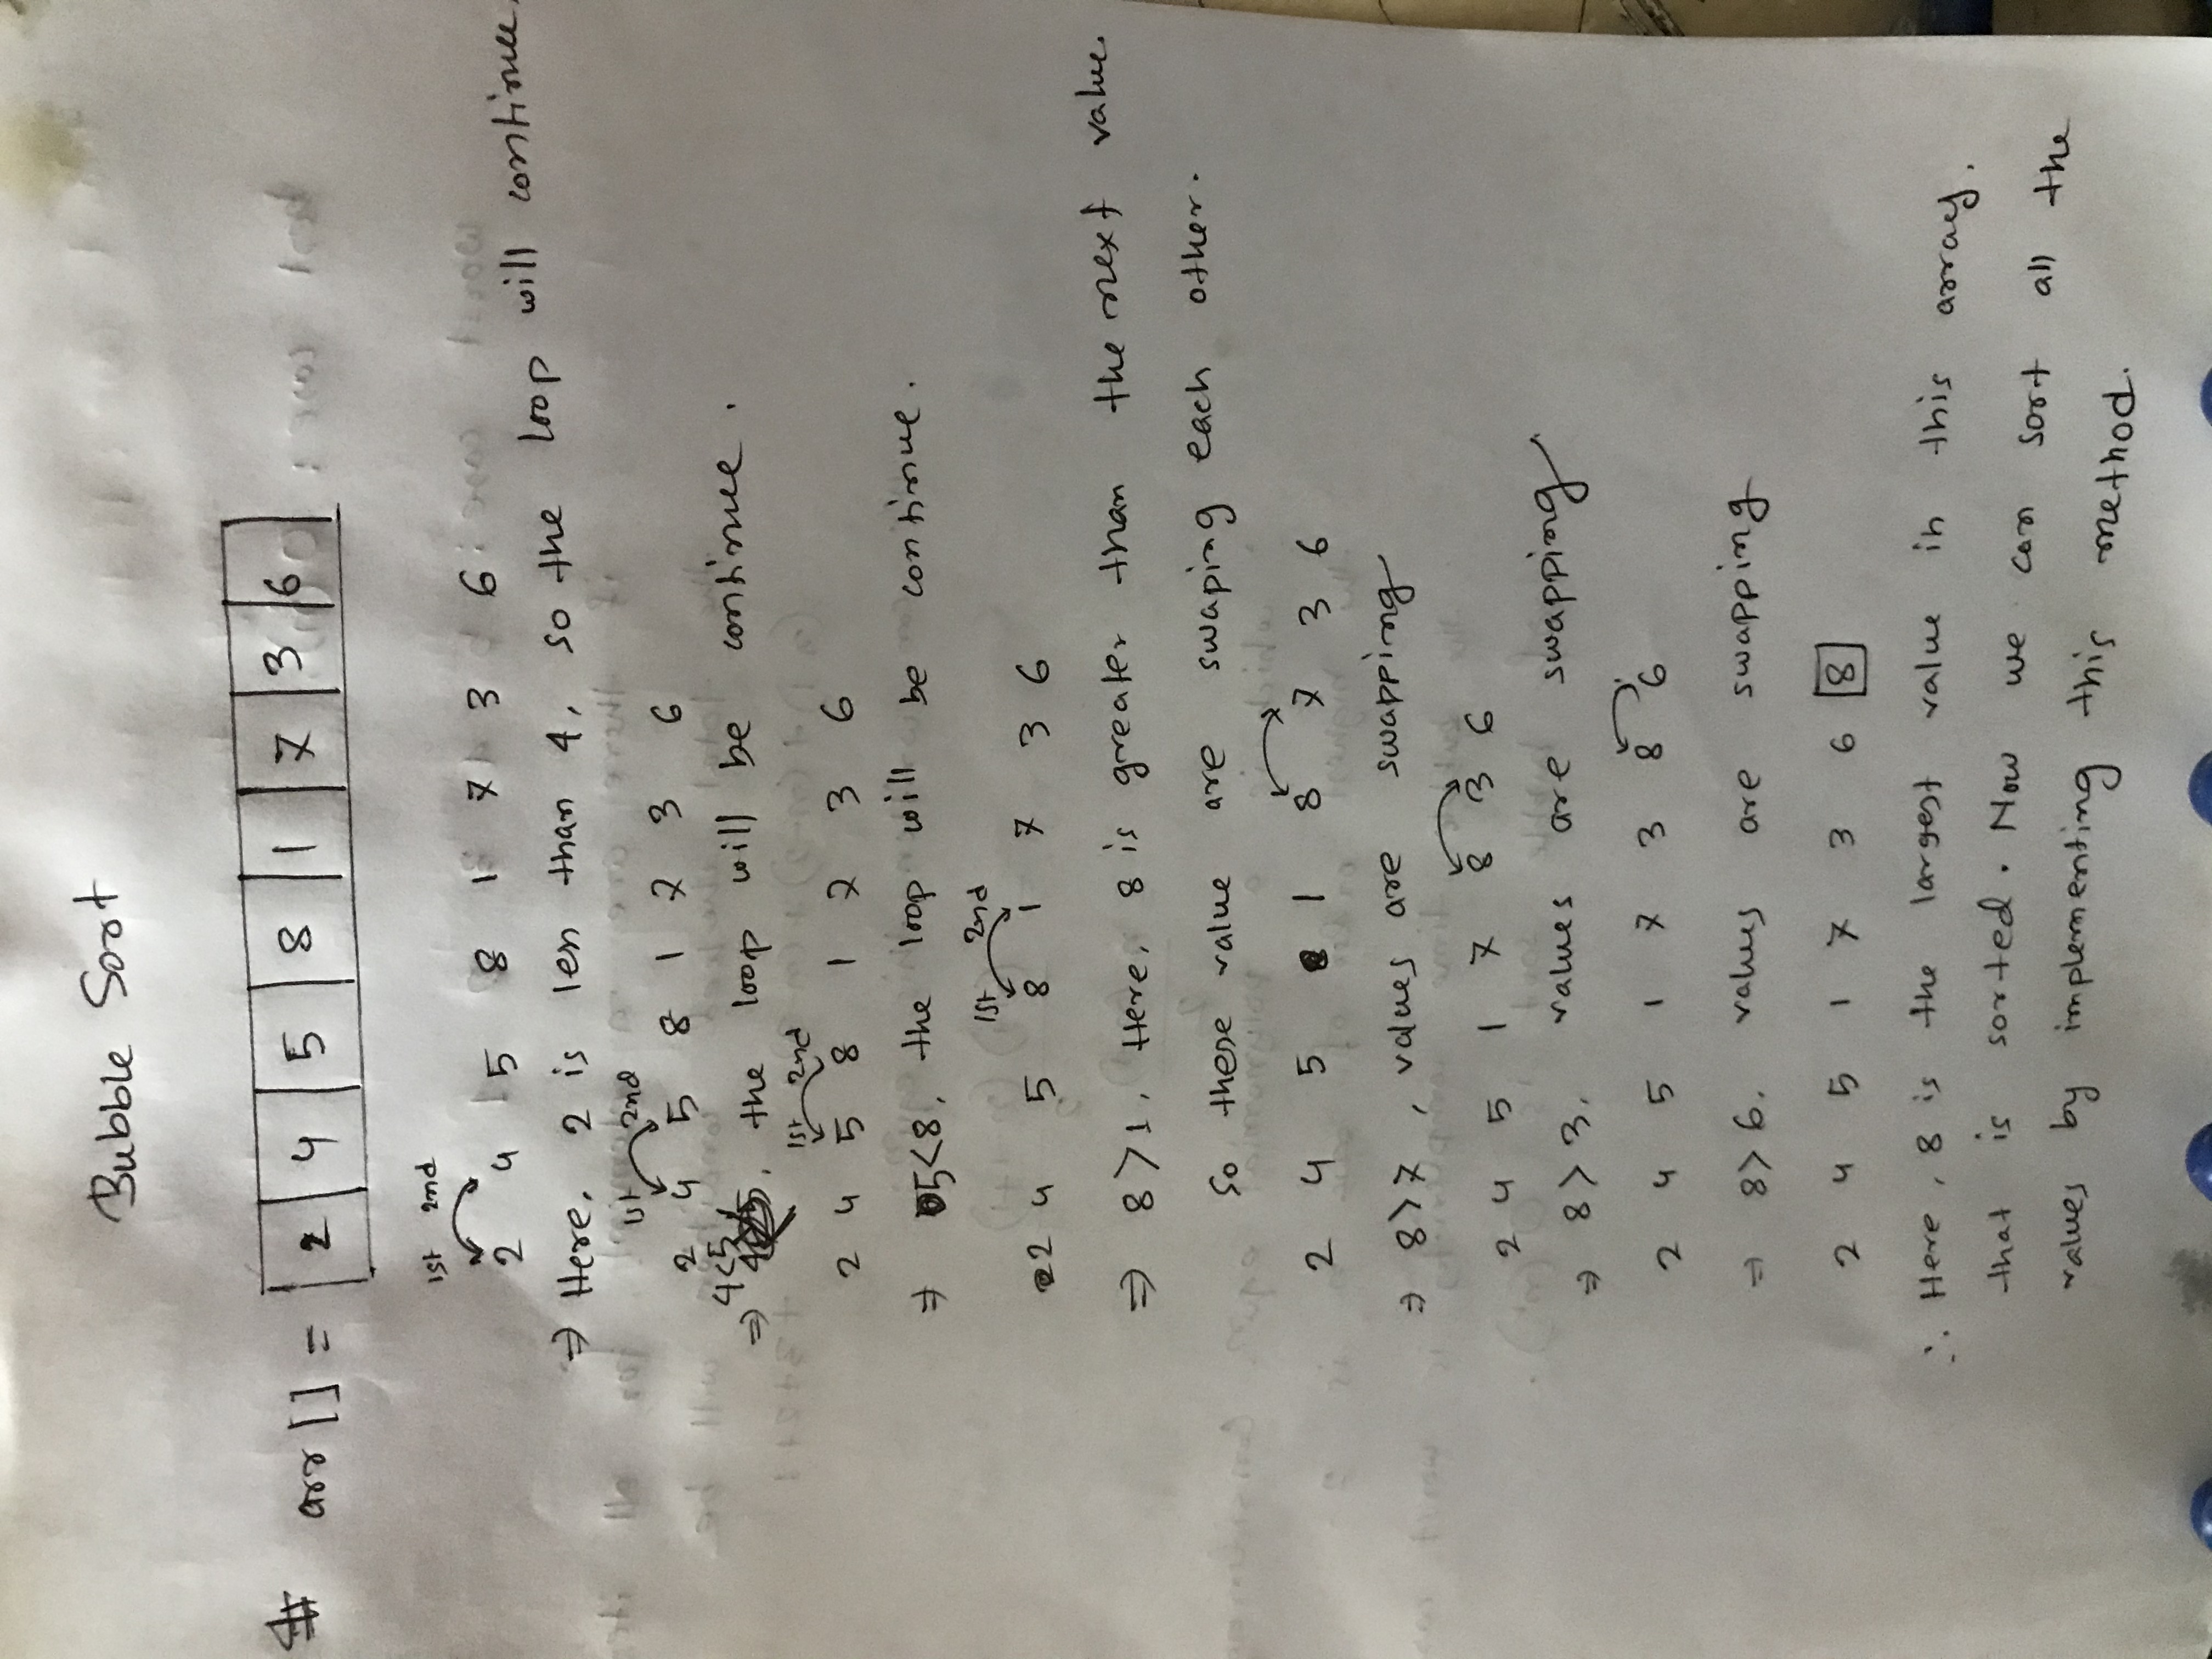 Bubble Sort
# arr [] = 2 4 5 8 1 7 3 6
1st 2nd
2 4 5 8 1 7 3 6
⇒ Here, 2 is less than 4, so the loop will continue.
1st 2nd
2 4 5 8 1 7 3 6
⇒ 4<5, the loop will be continue.
1st 2nd
2 4 5 8 1 7 3 6
⇒ 5<8, the loop will be continue.
1st 2nd
2 4 5 8 1 7 3 6
⇒ 8>1, Here, 8 is greater than the next value.
so these value are swaping each other.
2 4 5 1 8 7 3 6
⇒ 8>7, values are swapping
2 4 5 1 7 8 3 6
⇒ 8>3, values are swapping
2 4 5 1 7 3 8 6
⇒ 8>6, values are swapping
2 4 5 1 7 3 6 8
∴ Here, 8 is the largest value in this array,
that is sorted. Now we can sort all the
values by implementing this method.